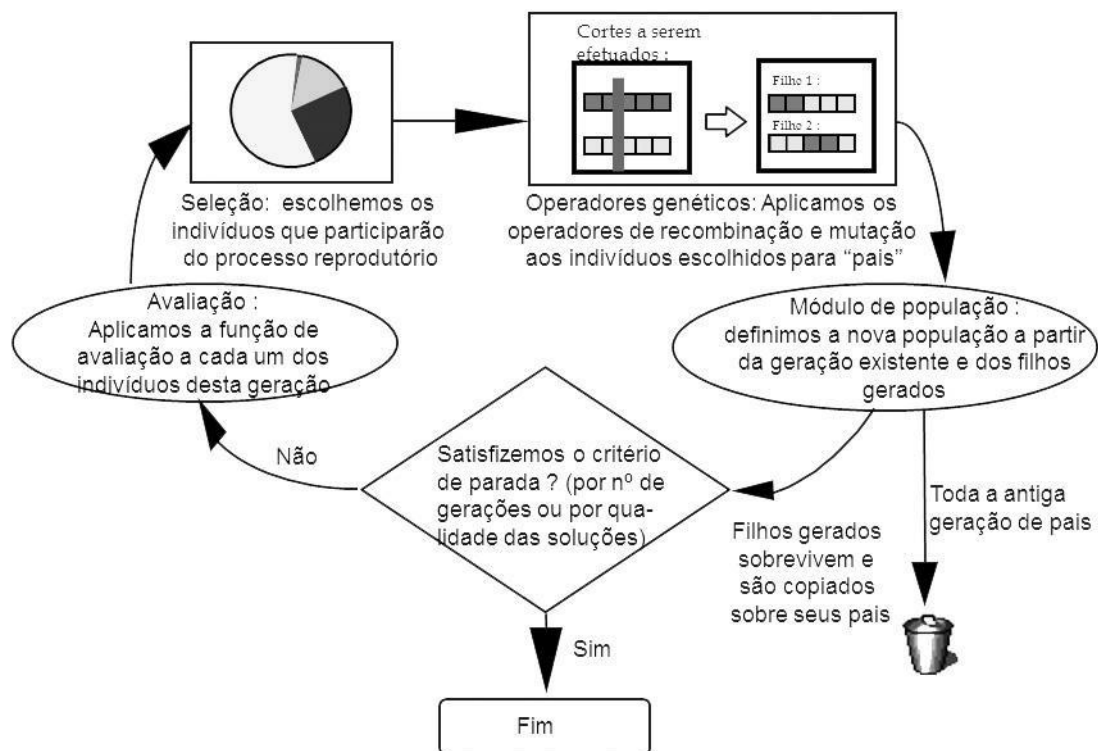 Cortes a serem
efetuados :
Filho 1 :
Filho 2 :
Seleção: escolhemos os
indivíduos que participarão
do processo reprodutório
Operadores genéticos: Aplicamos os
operadores de recombinação e mutação
aos indivíduos escolhidos para “pais”
Avaliação :
Aplicamos a função de
avaliação a cada um dos
indivíduos desta geração
Módulo de população :
definimos a nova população a partir
da geração existente e dos filhos
gerados
Satisfizemos o critério
de parada ? (por nº de
gerações ou por qua-
lidade das soluções)
Não
Filhos gerados
sobrevivem e
são copiados
sobre seus pais
Toda a antiga
geração de pais
Sim
Fim